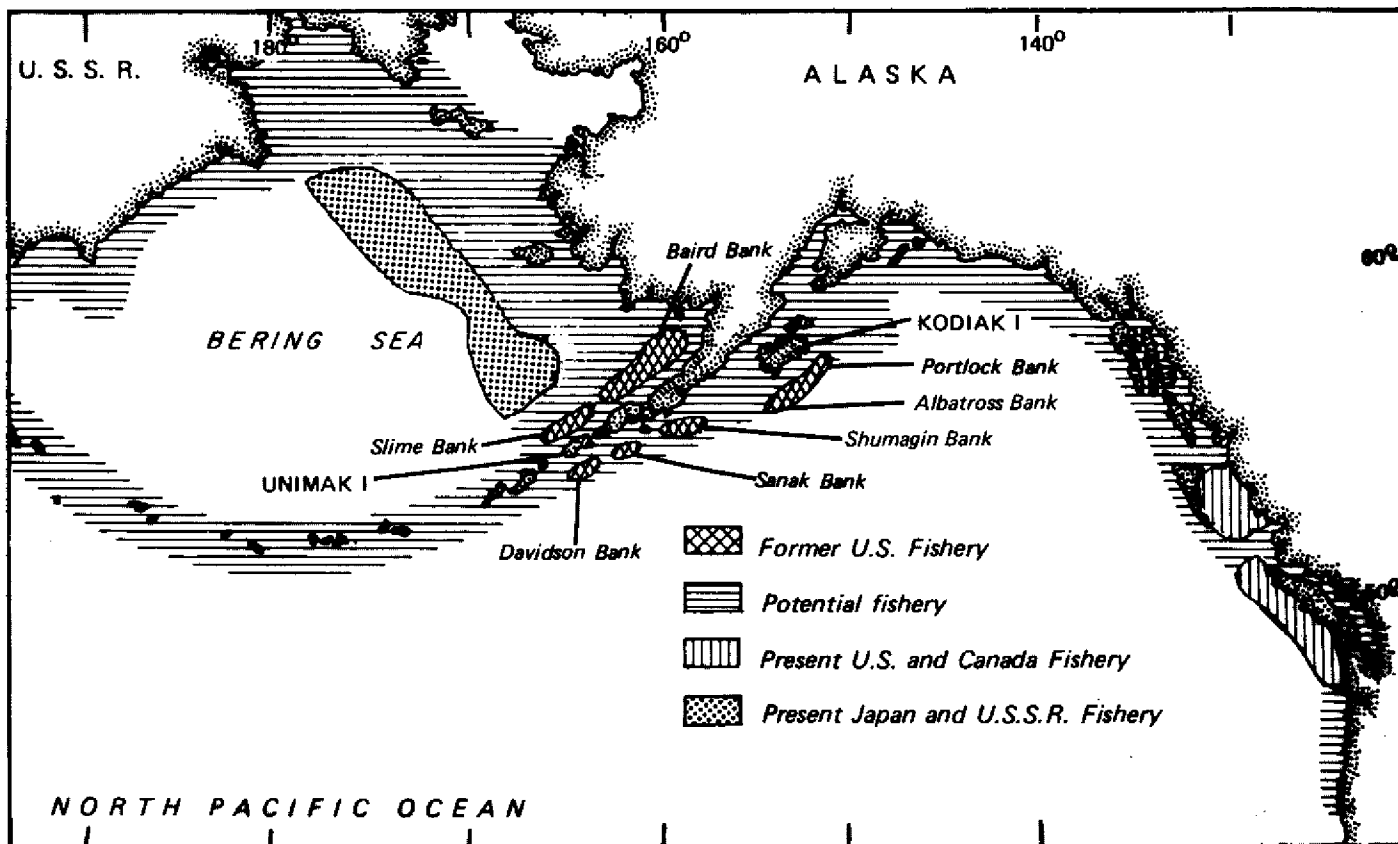 180°
160°
140°
U.S.S.R.
ALASKA
Baird Bank
60°
BERING SEA
KODIAK I
Portlock Bank
Albatross Bank
Slime Bank
Shumagin Bank
UNIMAK I
Sanak Bank
Davidson Bank
Former U.S. Fishery
Potential fishery
50°
Present U.S. and Canada Fishery
Present Japan and U.S.S.R. Fishery
NORTH PACIFIC OCEAN